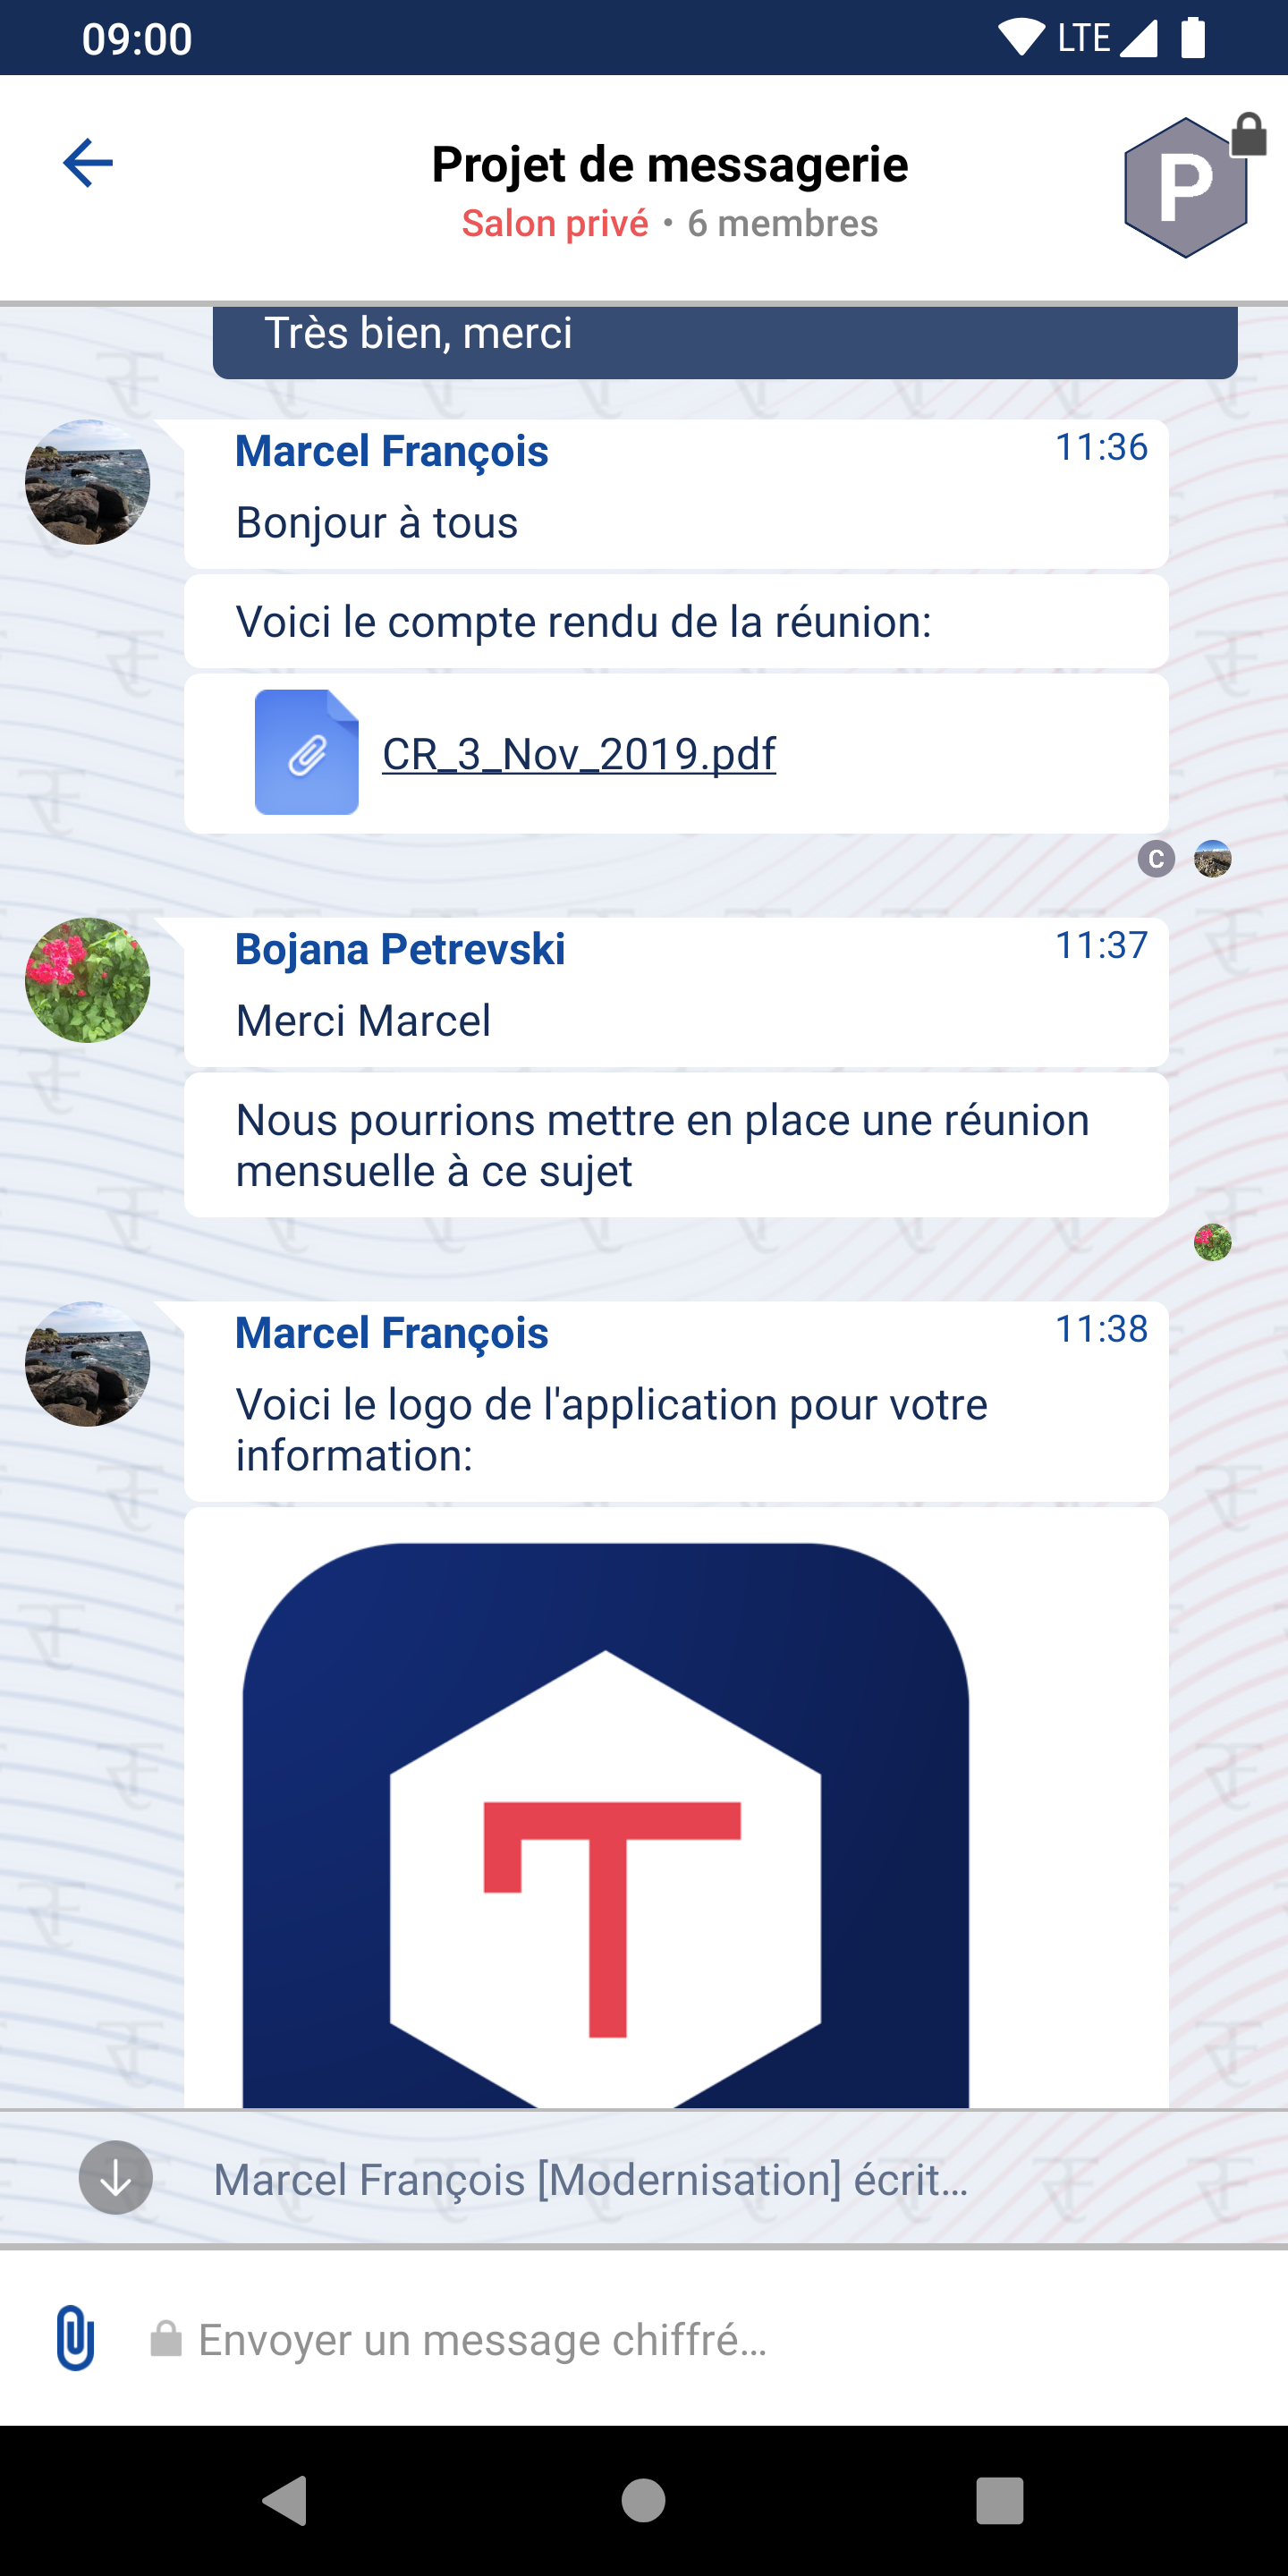 09:00
LTE
Projet de messagerie
Salon privé • 6 membres
P
Très bien, merci
Marcel François
11:36
Bonjour à tous
Voici le compte rendu de la réunion:
CR_3_Nov_2019.pdf
C
Bojana Petrevski
11:37
Merci Marcel
Nous pourrions mettre en place une réunion
mensuelle à ce sujet
Marcel François
11:38
Voici le logo de l'application pour votre
information:
T
Marcel François [Modernisation] écrit…
Envoyer un message chiffré…